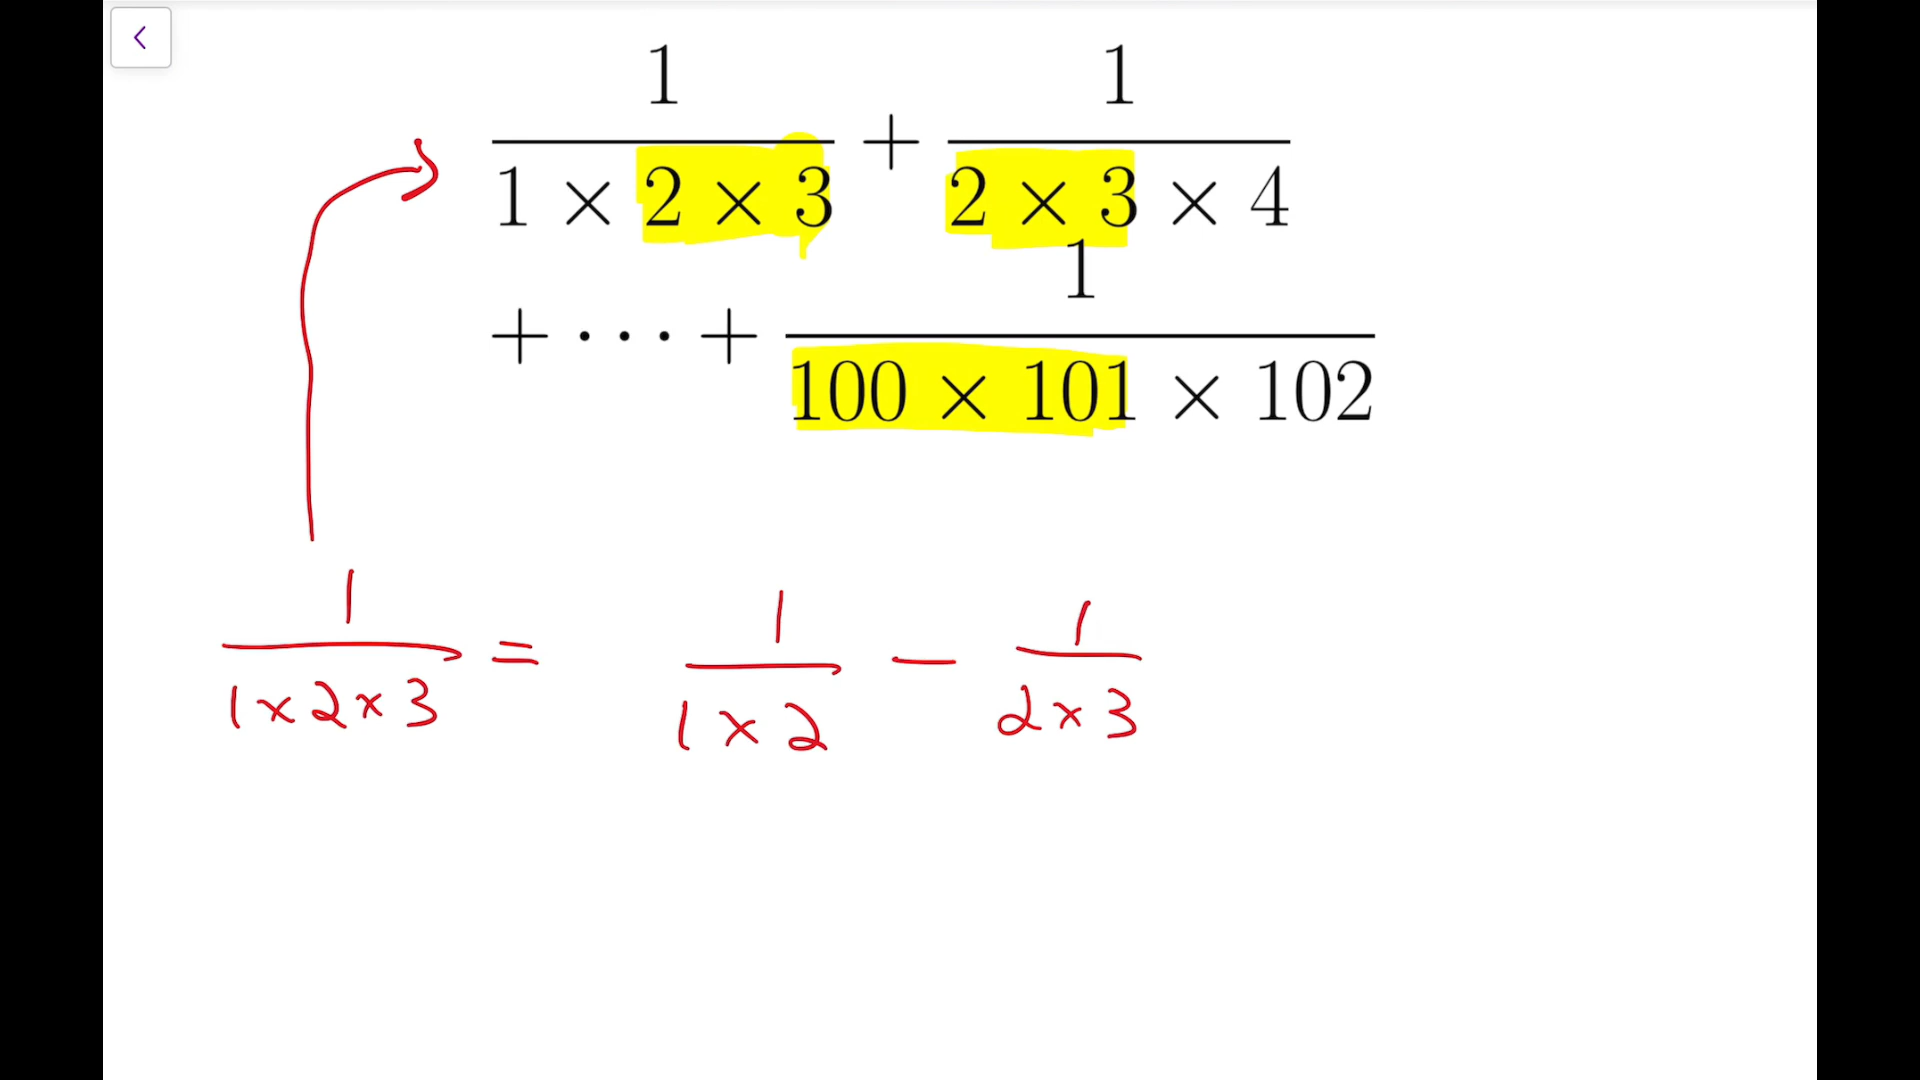 1 1
1 × 2 × 3 + 2 × 3 × 4
1
+ · · · + 100 × 101 × 102
1 1 1
1 × 2 × 3 = 1 × 2 − 2 × 3